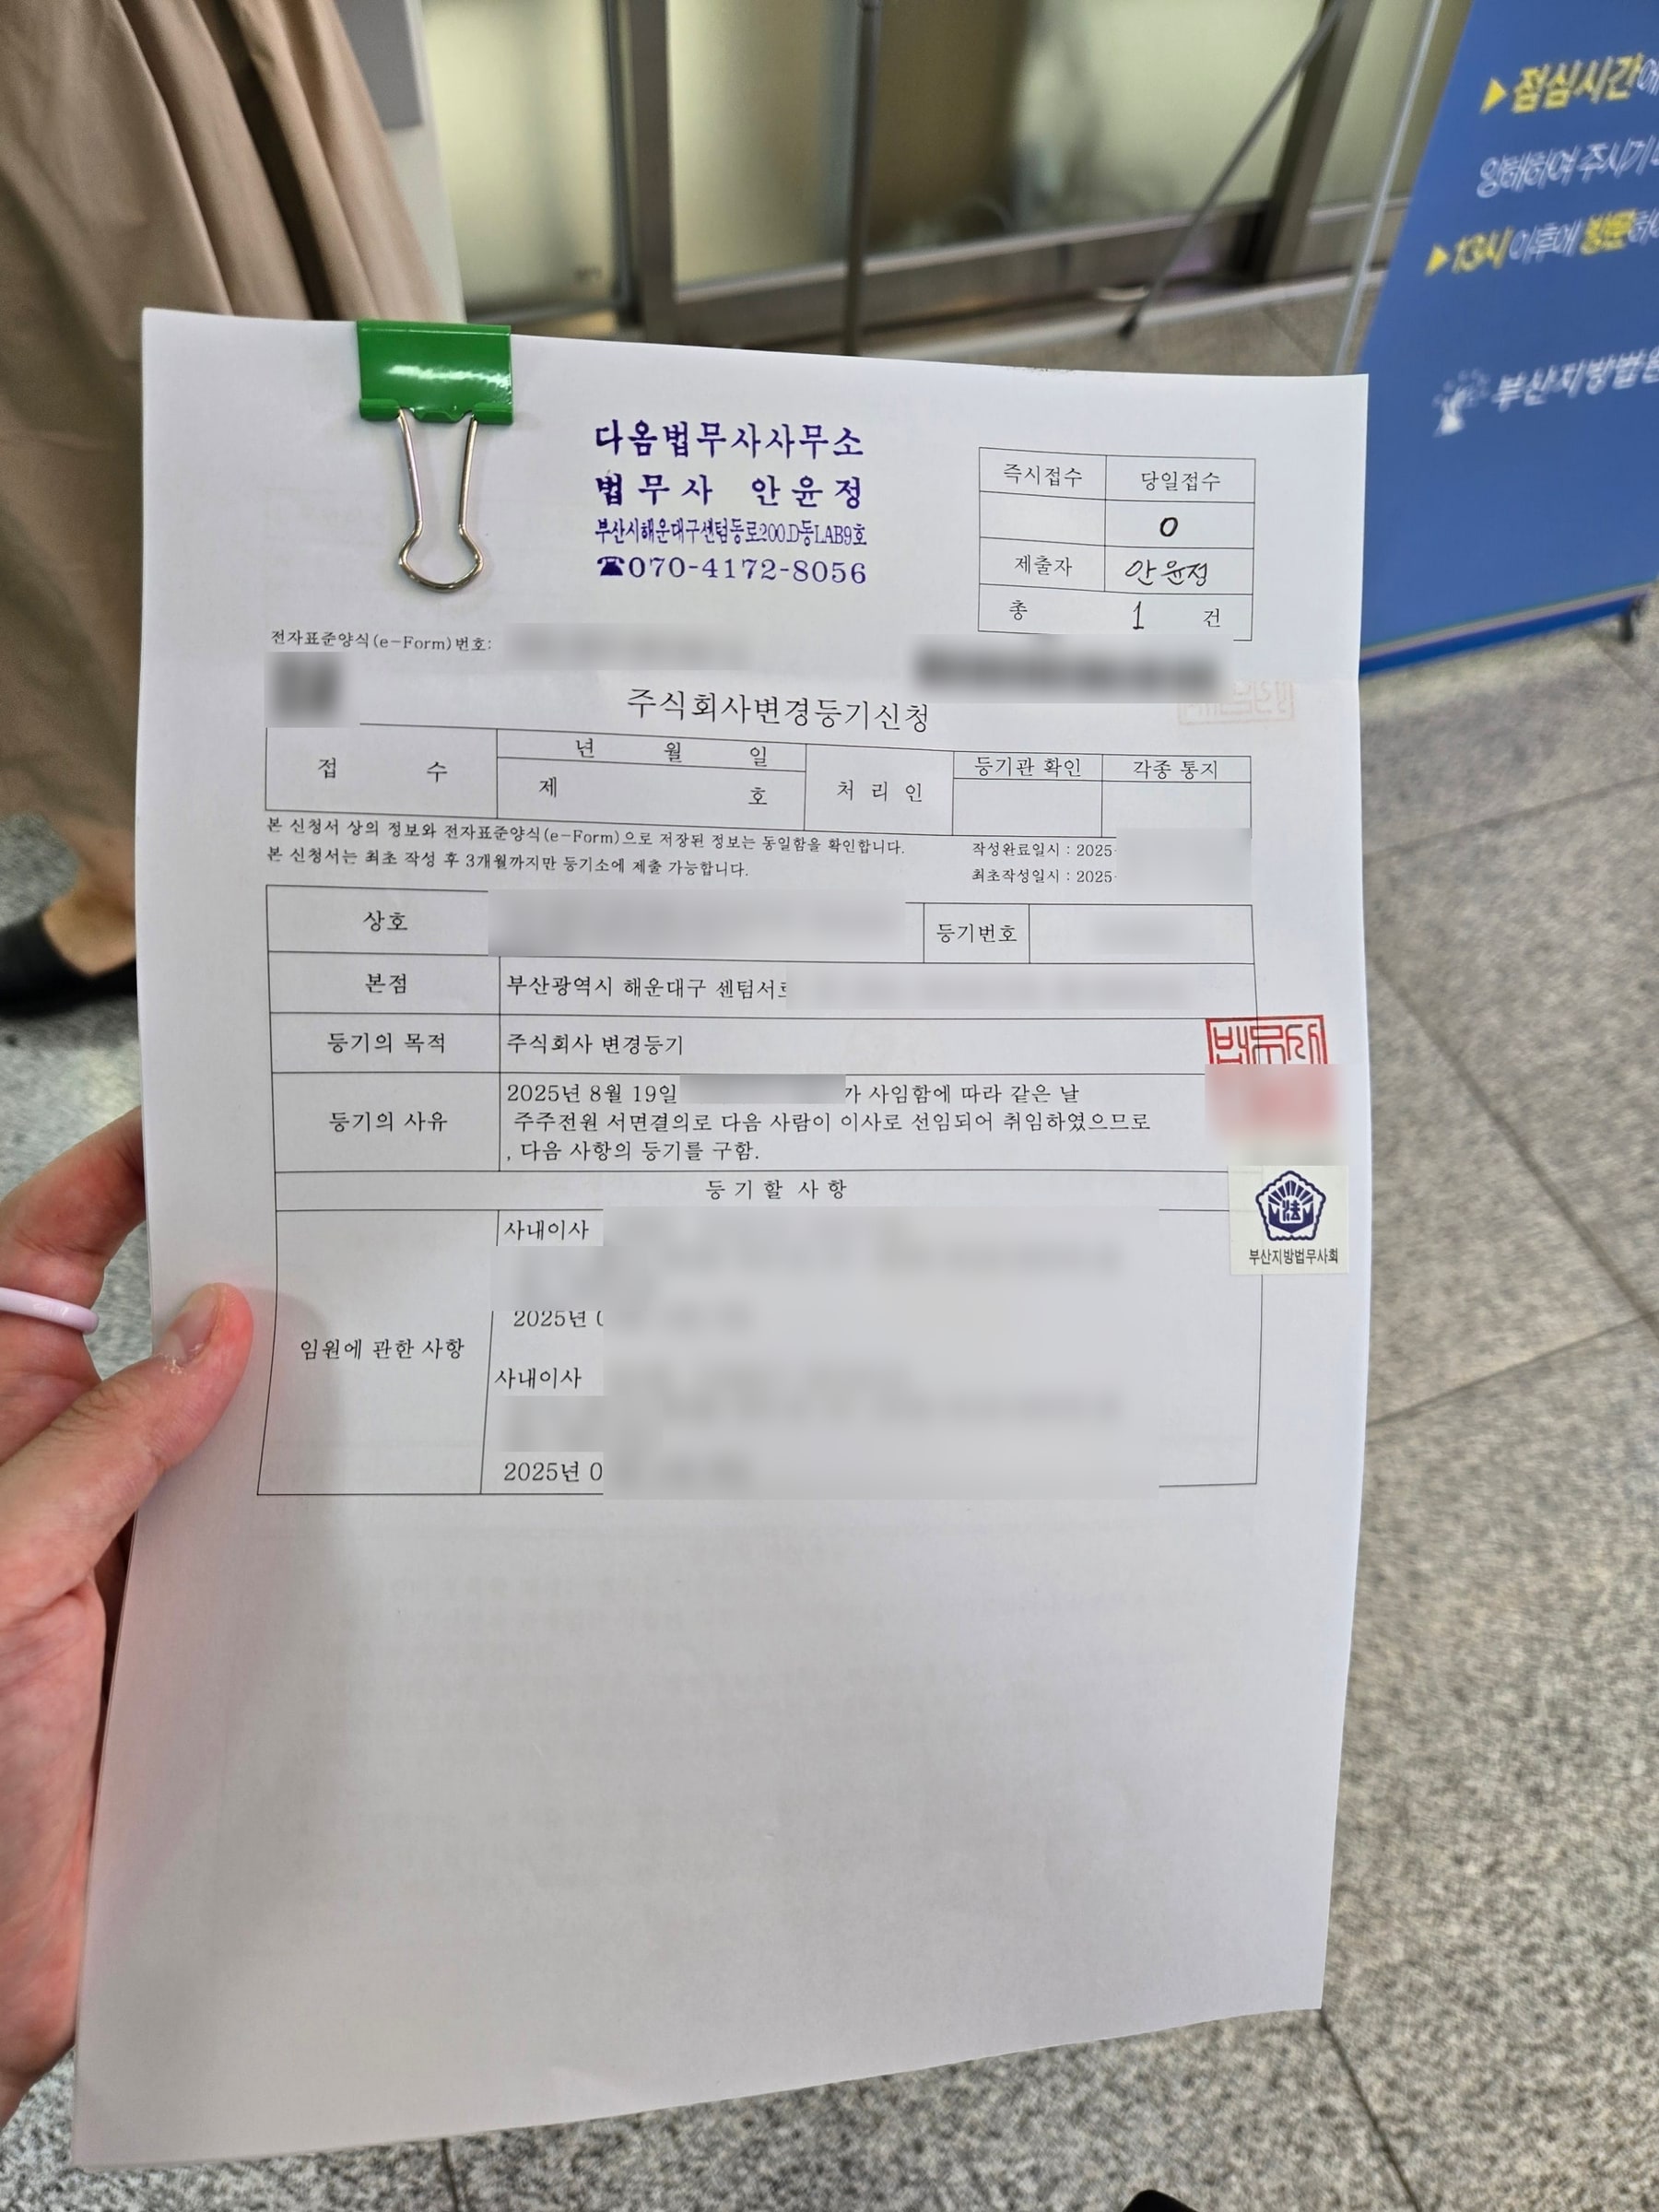 ▶점심시간에
양해하여 주시기
▶13시 이후에 방문하
부산지방법원
다옴법무사사무소
법무사 안윤정
부산시해운대구센텀동로200.D동LAB9호
☎070-4172-8056
즉시접수 당일접수
O
제출자 안윤정
총 1 건
전자표준양식(e-Form)번호:
주식회사변경등기신청
접 수 년 월 일 처 리 인 등기관 확인 각종 통지
제 호
본 신청서 상의 정보와 전자표준양식(e-Form)으로 저장된 정보는 동일함을 확인합니다. 작성완료일시 : 2025-
본 신청서는 최초 작성 후 3개월까지만 등기소에 제출 가능합니다. 최초작성일시 : 2025-
상호 등기번호
본점 부산광역시 해운대구 센텀서로
등기의 목적 주식회사 변경등기
법무사
등기의 사유 2025년 8월 19일 가 사임함에 따라 같은 날
주주전원 서면결의로 다음 사람이 이사로 선임되어 취임하였으므로
, 다음 사항의 등기를 구함.
등 기 할 사 항
法
부산지방법무사회
임원에 관한 사항 사내이사
2025년 0
사내이사
2025년 0